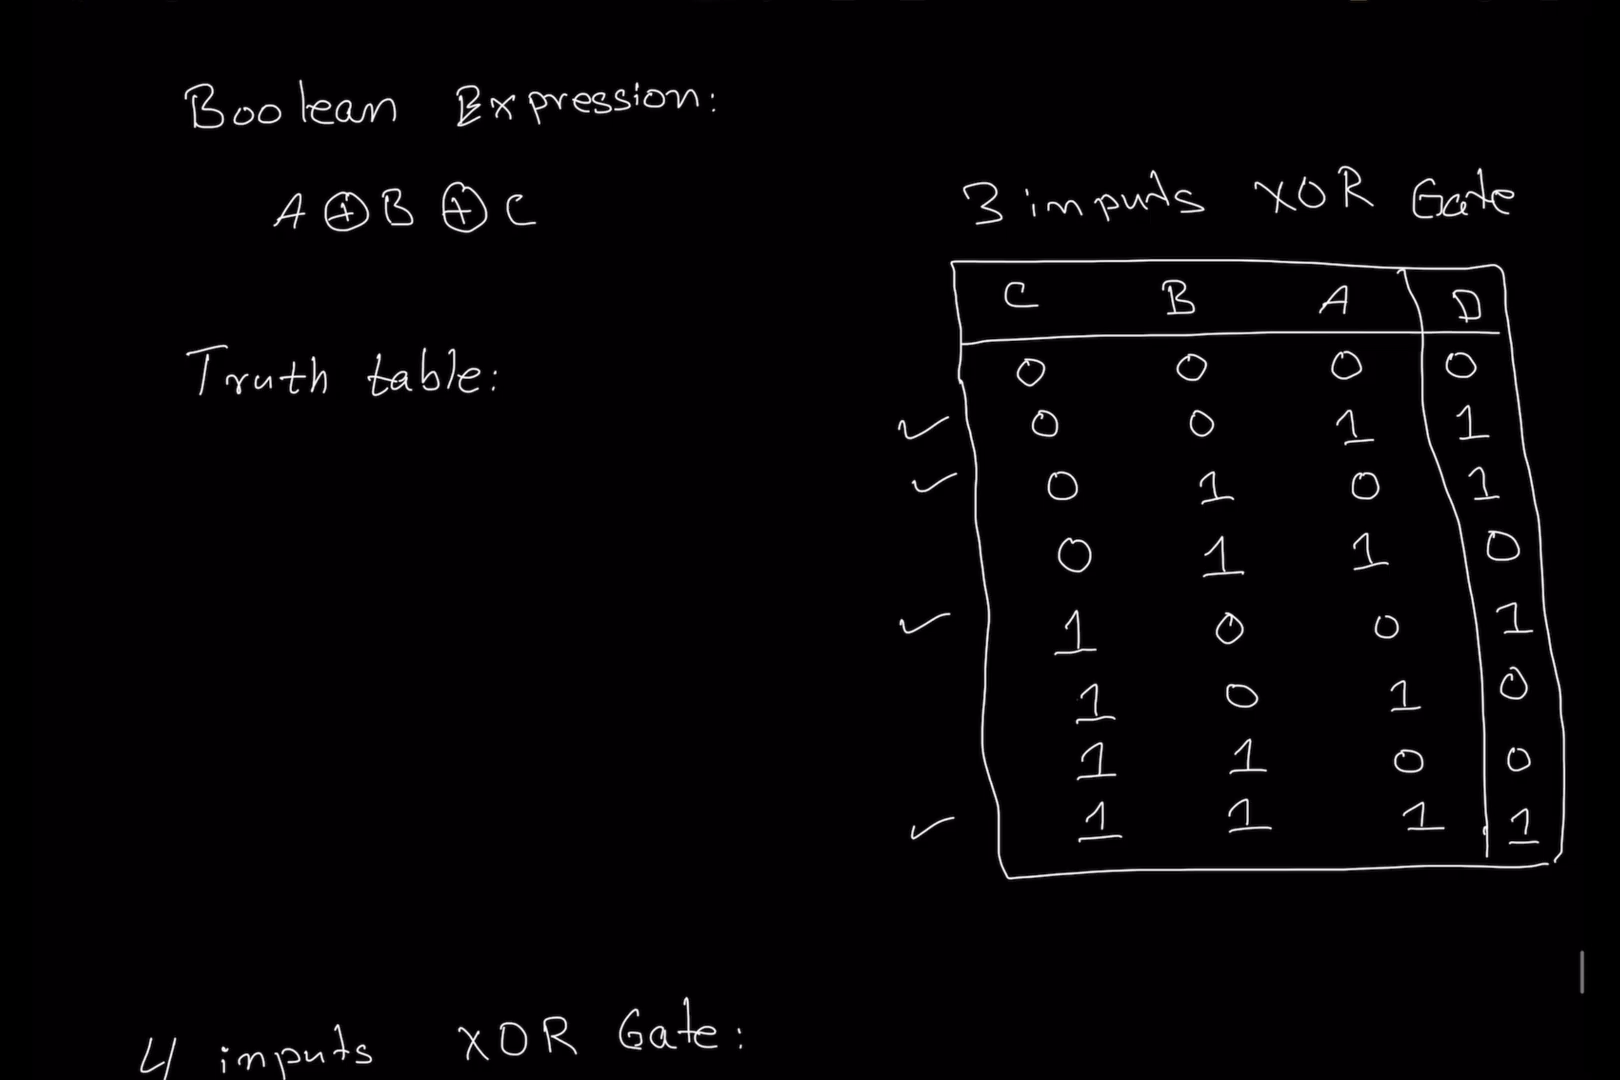 Boolean Expression:
A ⊕ B ⊕ C
Truth table:
3 inputs XOR Gate
C B A D
0 0 0 0
✓ 0 0 1 1
✓ 0 1 0 1
0 1 1 0
✓ 1 0 0 1
1 0 1 0
1 1 0 0
✓ 1 1 1 1
4 inputs XOR Gate: